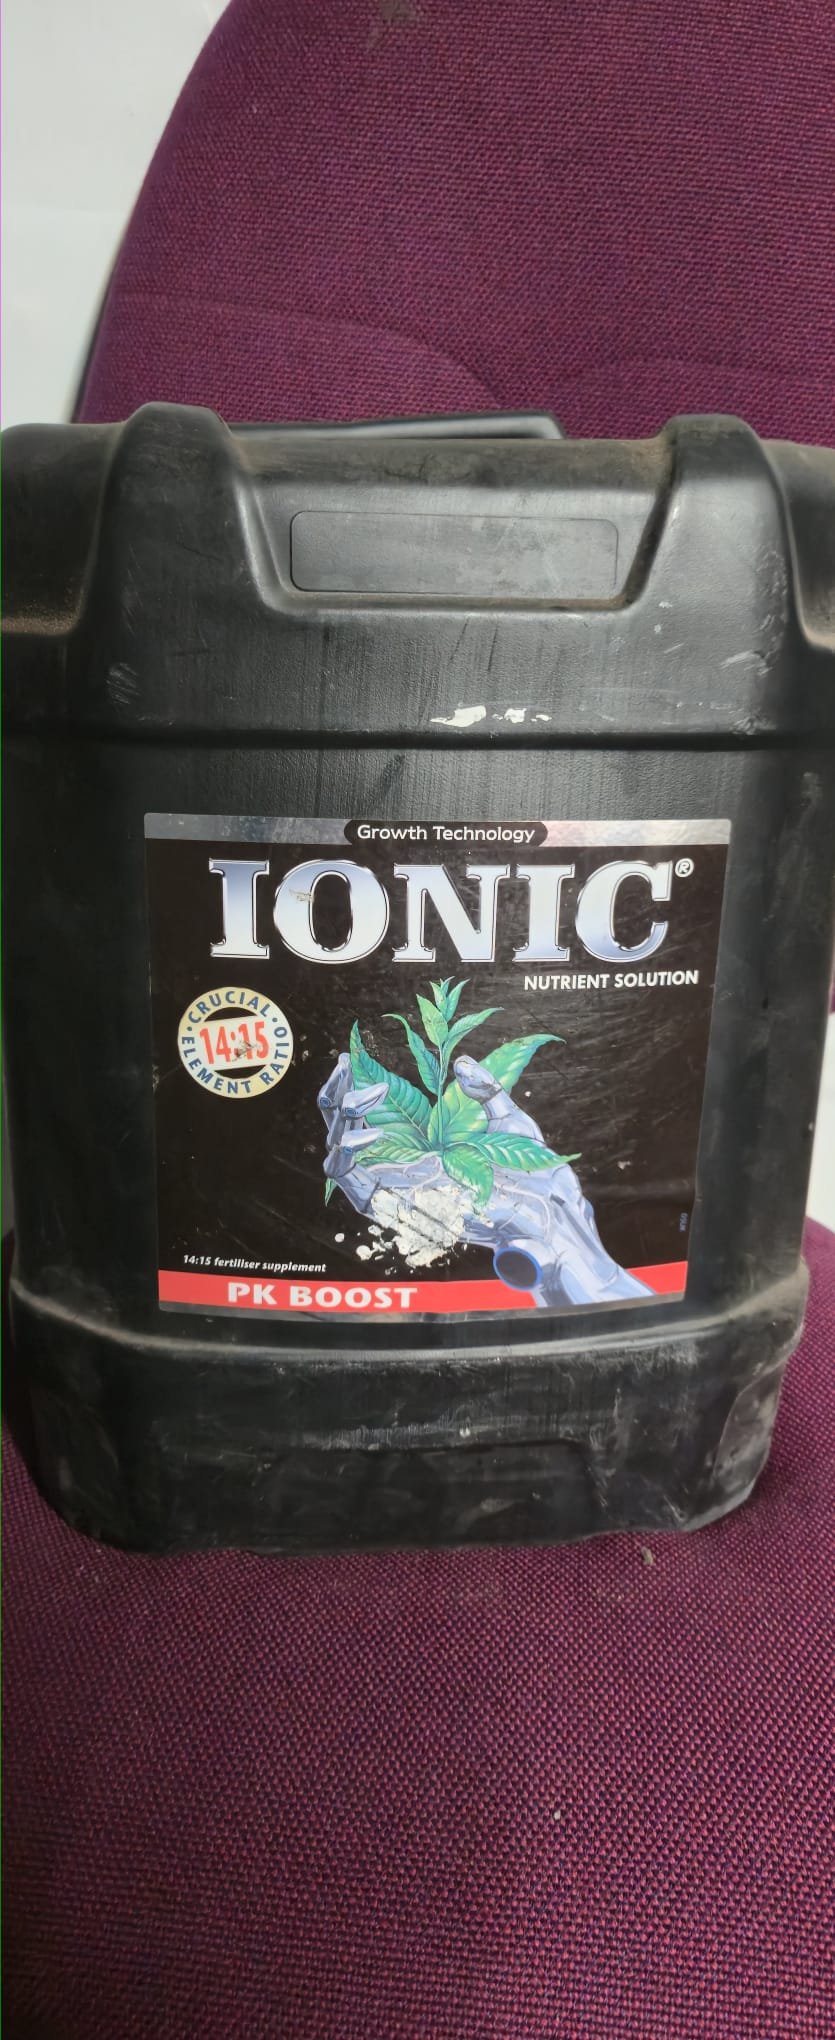 Growth Technology
IONIC®
NUTRIENT SOLUTION
CRUCIAL
14:15
ELEMENT RATIO
14:15 fertiliser supplement
PK BOOST